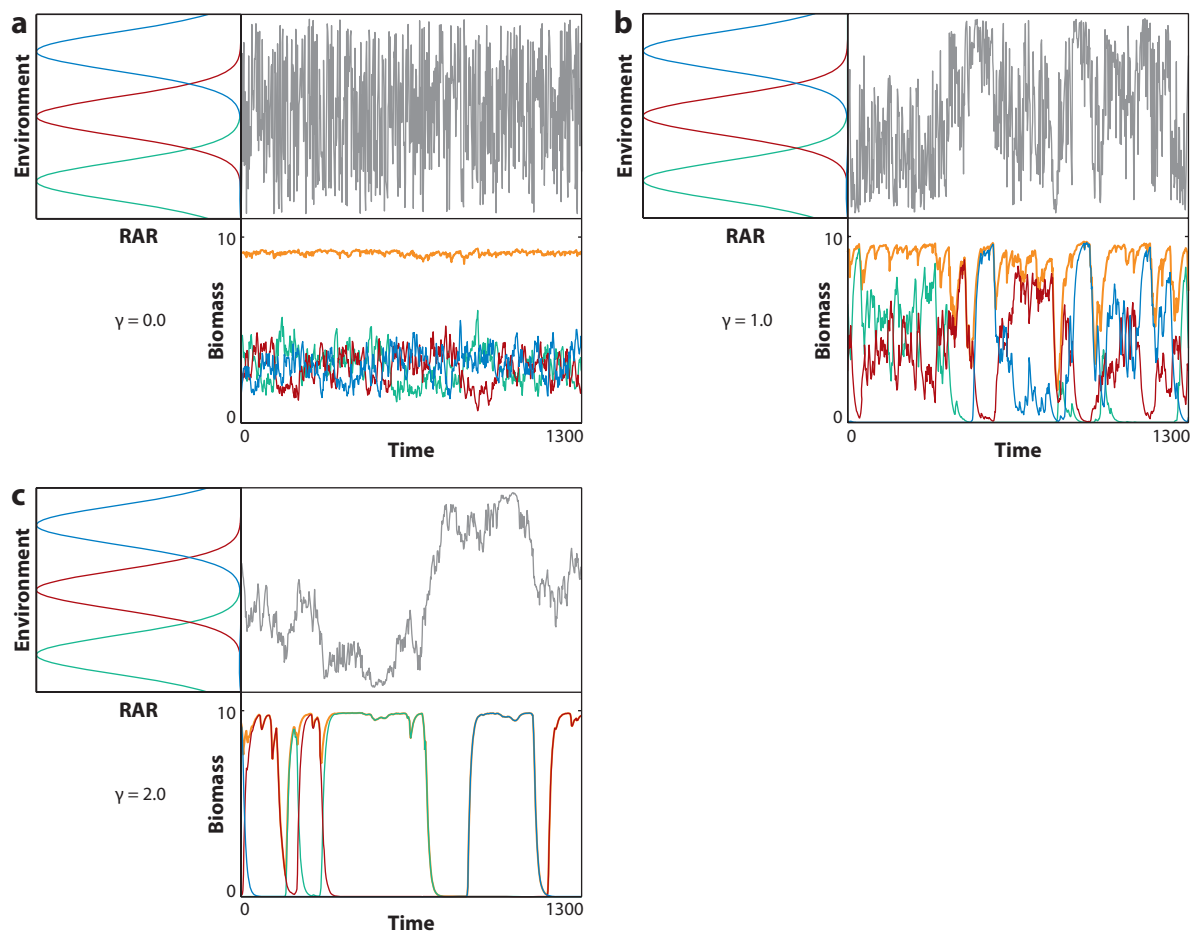 a
Environment
RAR
γ = 0.0
10
Biomass
0
0
1300
Time
b
Environment
RAR
γ = 1.0
10
Biomass
0
0
1300
Time
c
Environment
RAR
γ = 2.0
10
Biomass
0
0
1300
Time